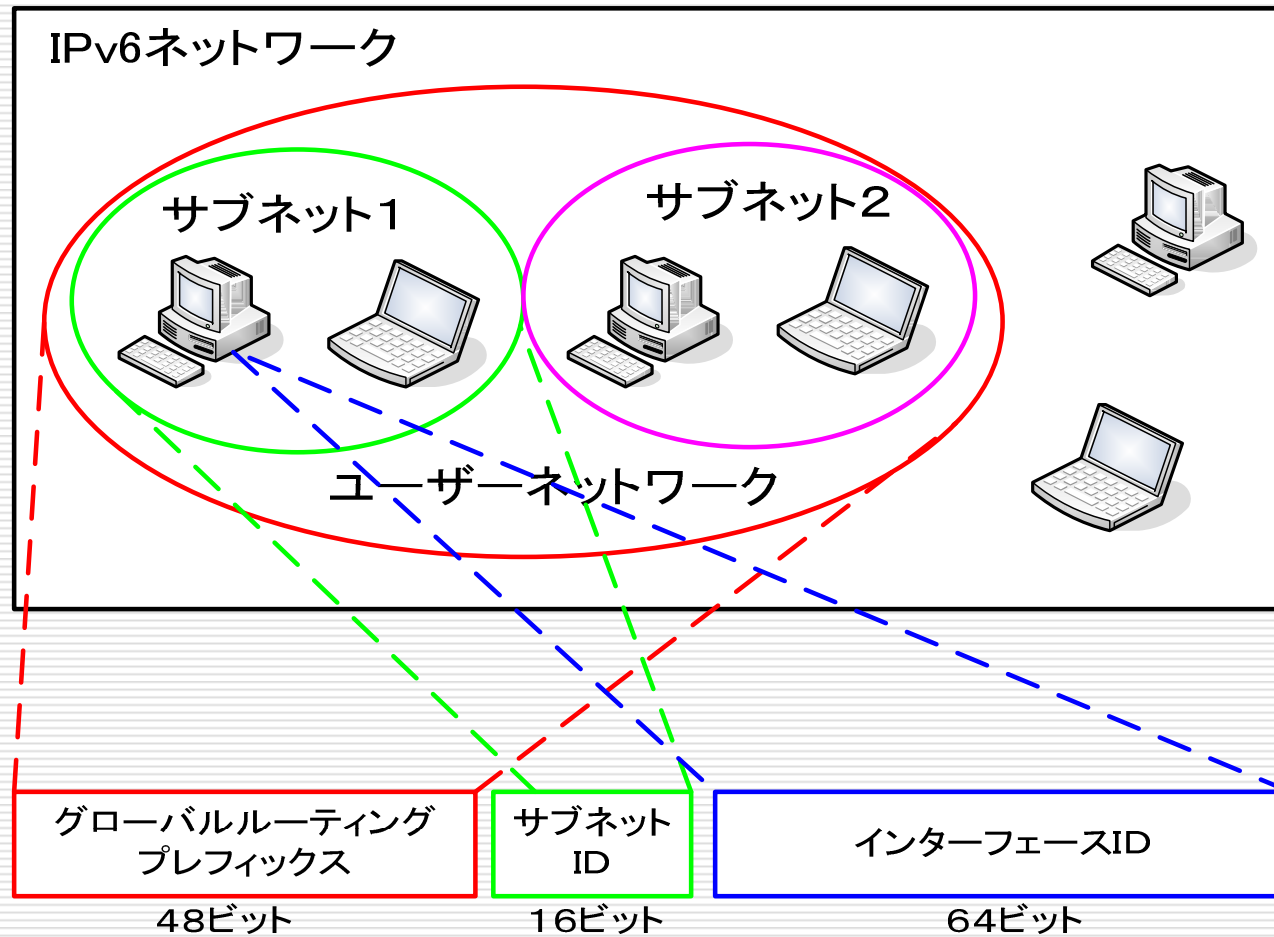 IPv6ネットワーク
サブネット1
サブネット2
ユーザーネットワーク
グローバルルーティング
プレフィックス
サブネット
ID
インターフェースID
48ビット
16ビット
64ビット